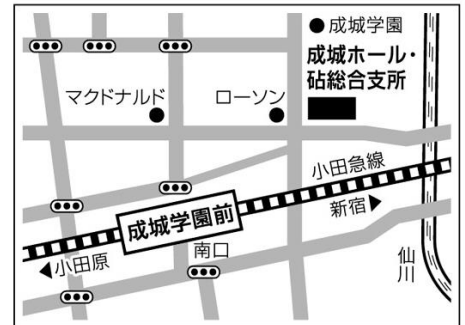 ●成城学園
成城ホール・
砧総合支所
マクドナルド
ローソン
小田急線
新宿▶
成城学園前
南口
◀小田原
仙川